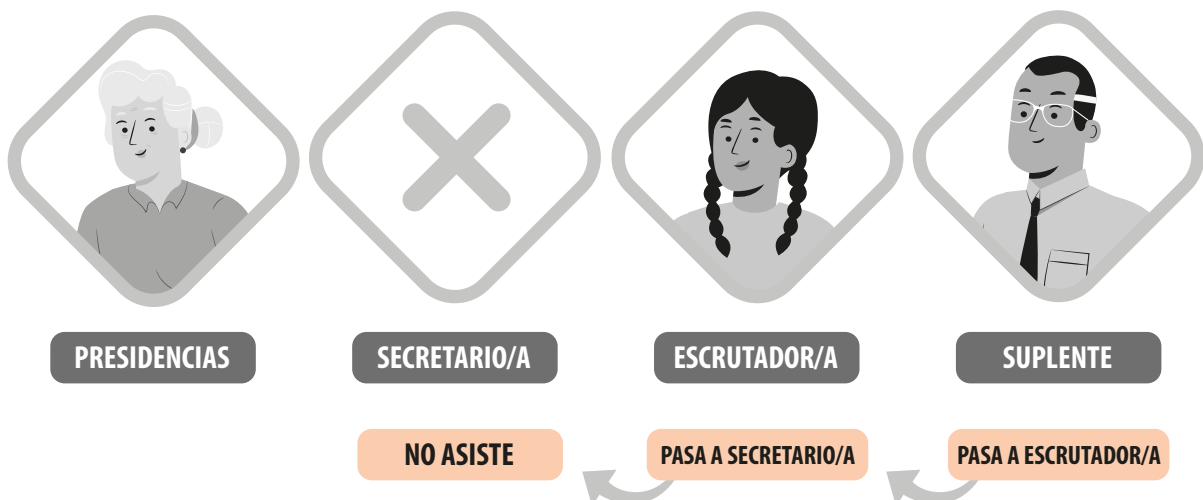 PRESIDENCIAS
SECRETARIO/A
ESCRUTADOR/A
SUPLENTE
NO ASISTE
PASA A SECRETARIO/A
PASA A ESCRUTADOR/A